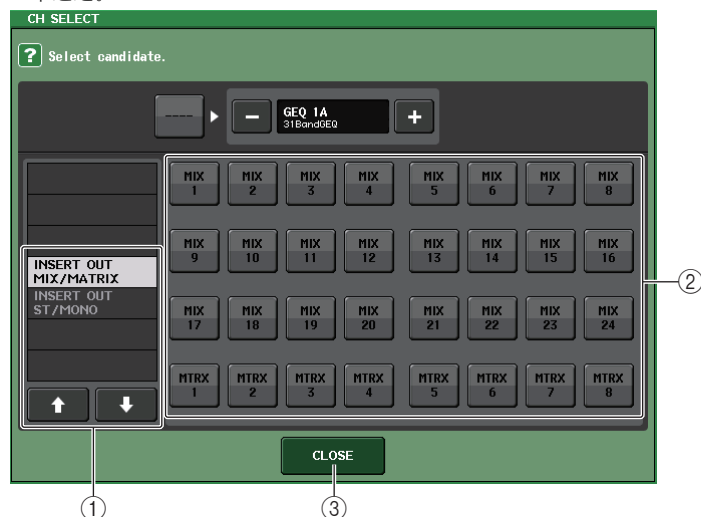 CH SELECT
? Select candidate.
---- GEQ 1A
31BandGEQ
MIX 1 MIX 2 MIX 3 MIX 4 MIX 5 MIX 6 MIX 7 MIX 8
MIX 9 MIX 10 MIX 11 MIX 12 MIX 13 MIX 14 MIX 15 MIX 16
INSERT OUT
MIX/MATRIX
INSERT OUT
ST/MONO
②
MIX 17 MIX 18 MIX 19 MIX 20 MIX 21 MIX 22 MIX 23 MIX 24
MTRX 1 MTRX 2 MTRX 3 MTRX 4 MTRX 5 MTRX 6 MTRX 7 MTRX 8
CLOSE
① ③